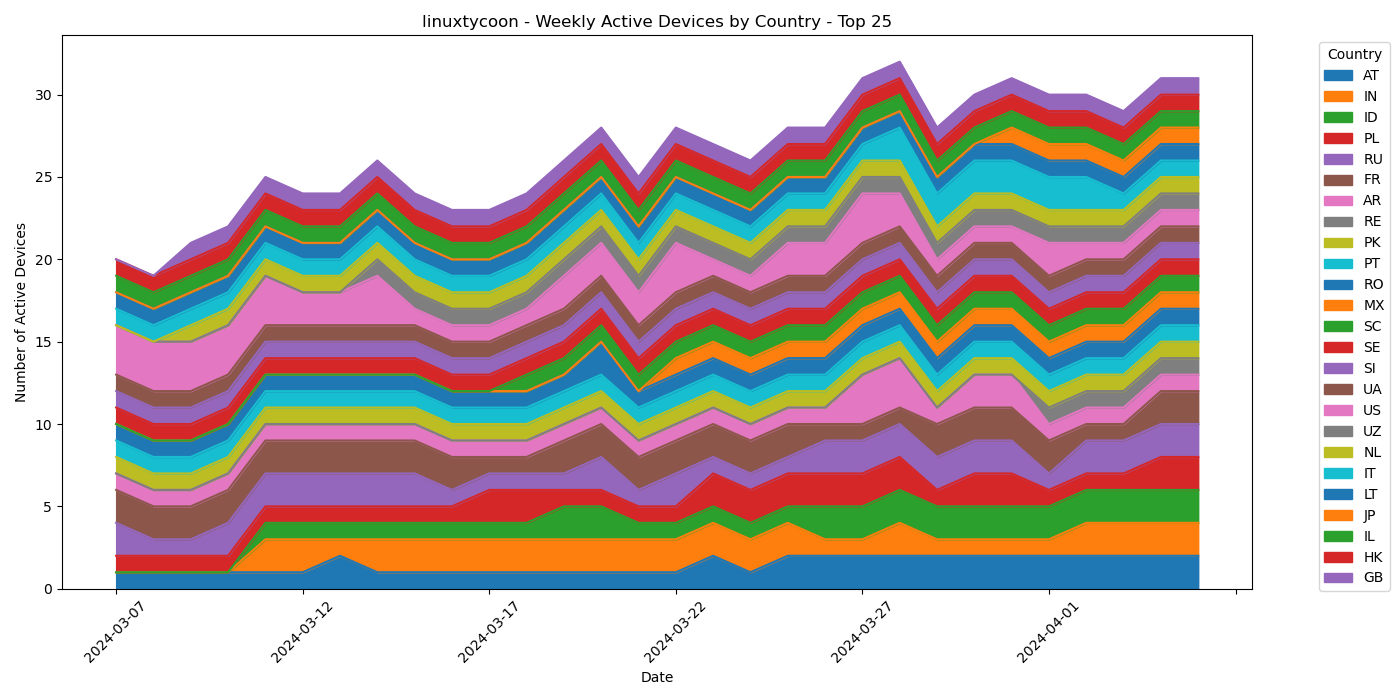 linuxtycoon - Weekly Active Devices by Country - Top 25
Number of Active Devices
30
25
20
15
10
5
0
2024-03-07
2024-03-12
2024-03-17
2024-03-22
2024-03-27
2024-04-01
Date
Country
AT
IN
ID
PL
RU
FR
AR
RE
PK
PT
RO
MX
SC
SE
SI
UA
US
UZ
NL
IT
LT
JP
IL
HK
GB